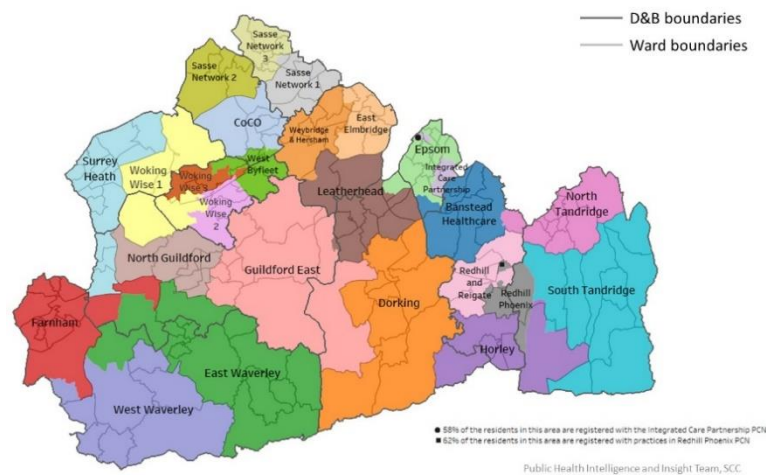 D&B boundaries
Ward boundaries
Sasse
Network
3
Sasse
Network 2
Sasse
Network 1
CoCO
Weybridge
& Hersham
East
Elmbridge
Epsom
Integrated
Care
Partnership
Surrey
Heath
Woking
Wise 1
Woking
Wise 3
West
Byfleet
Woking
Wise
2
Leatherhead
Banstead
Healthcare
North
Tandridge
North Guildford
Guildford East
Dorking
Redhill
and
Reigate
Redhill
Phoenix
South Tandridge
Farnham
East Waverley
Horley
West Waverley
58% of the residents in this area are registered with the Integrated Care Partnership PCN
62% of the residents in this area are registered with practices in Redhill Phoenix PCN
Public Health Intelligence and Insight Team, SCC